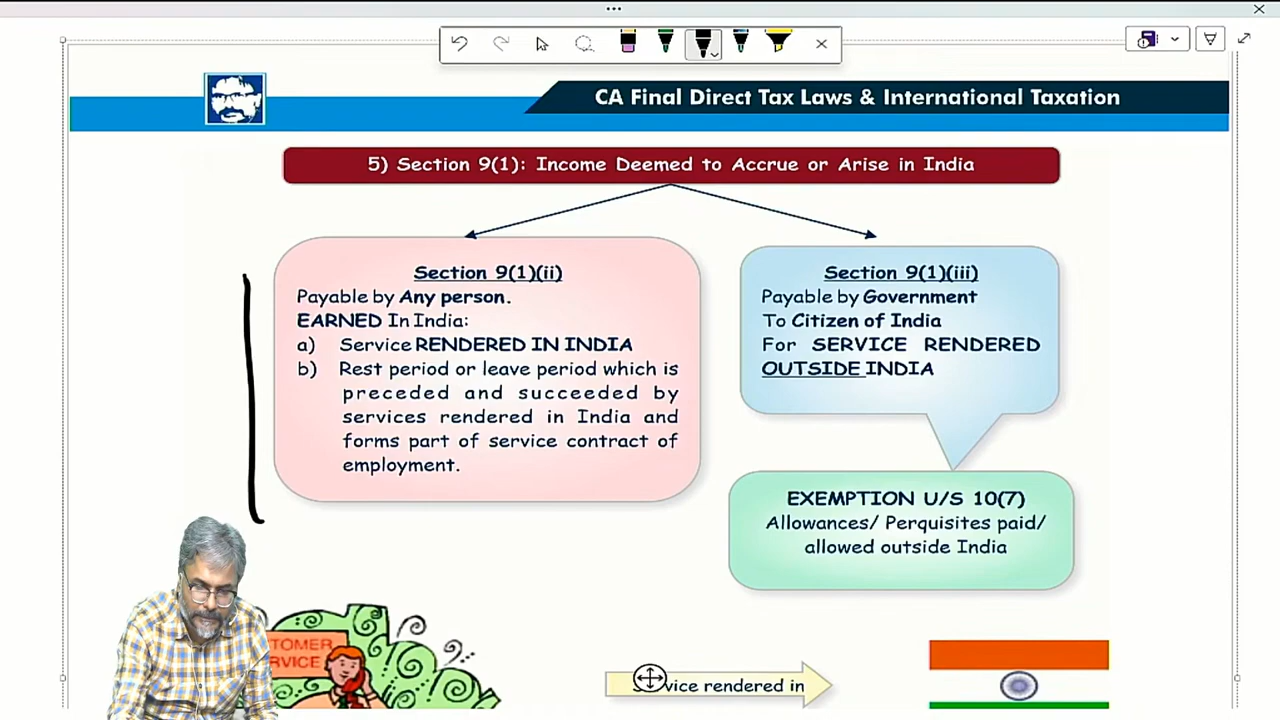 CA Final Direct Tax Laws & International Taxation
5) Section 9(1): Income Deemed to Accrue or Arise in India
Section 9(1)(ii)
Payable by Any person.
EARNED In India:
a) Service RENDERED IN INDIA
b) Rest period or leave period which is
preceded and succeeded by
services rendered in India and
forms part of service contract of
employment.
Section 9(1)(iii)
Payable by Government
To Citizen of India
For SERVICE RENDERED
OUTSIDE INDIA
EXEMPTION U/S 10(7)
Allowances/ Perquisites paid/
allowed outside India
TOMER
RVICE
vice rendered in